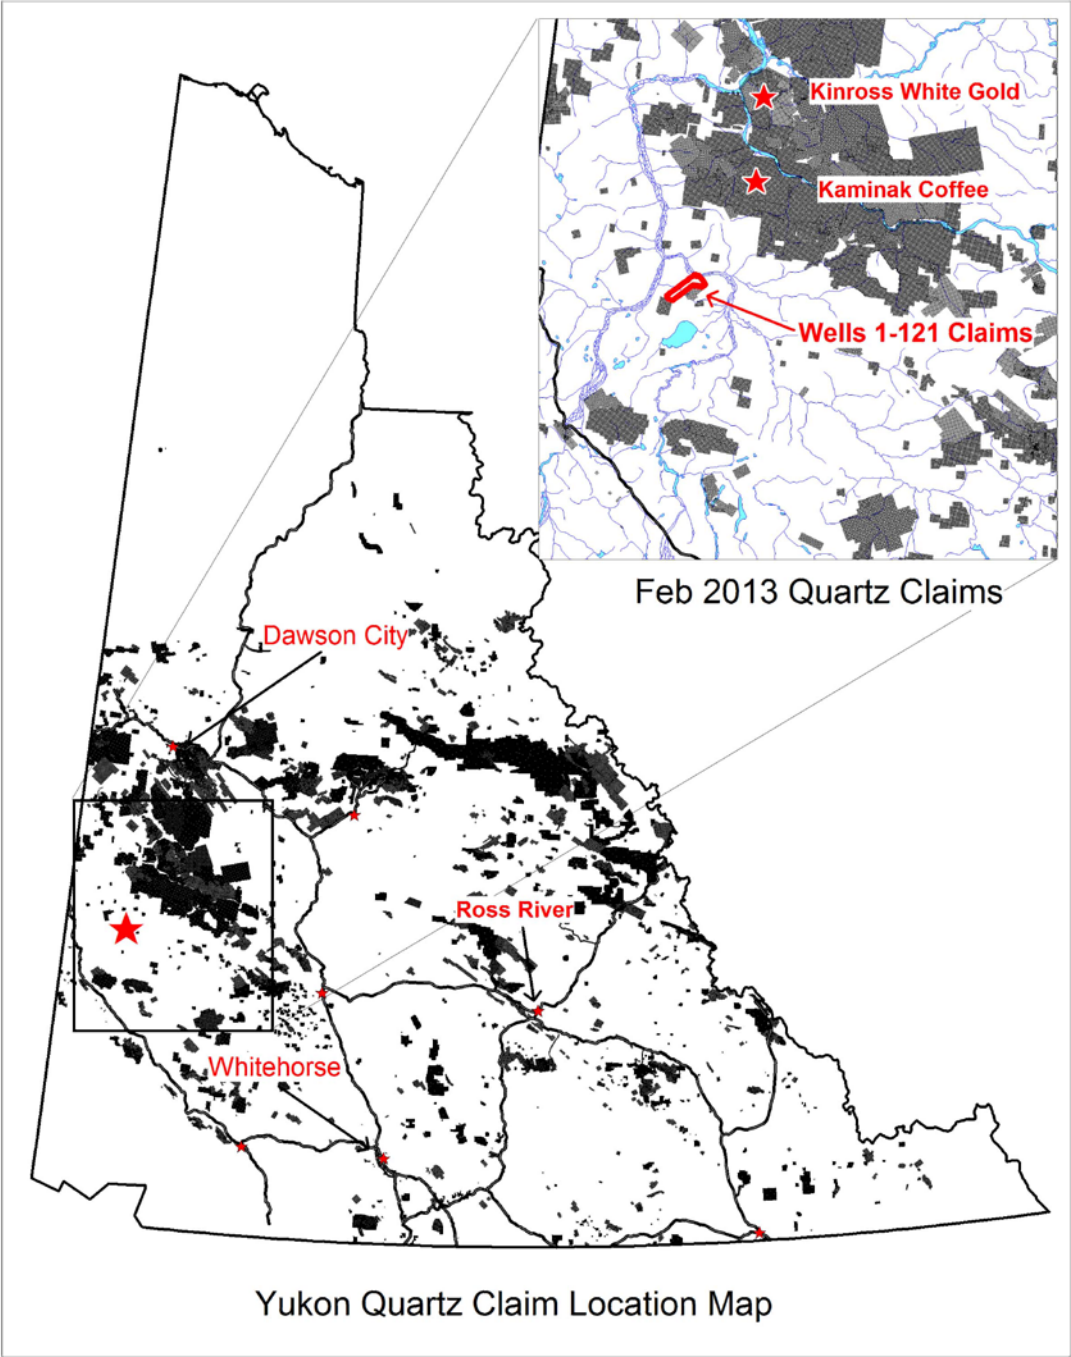 Kinross White Gold
Kaminak Coffee
Wells 1-121 Claims
Feb 2013 Quartz Claims
Dawson City
Ross River
Whitehorse
Yukon Quartz Claim Location Map